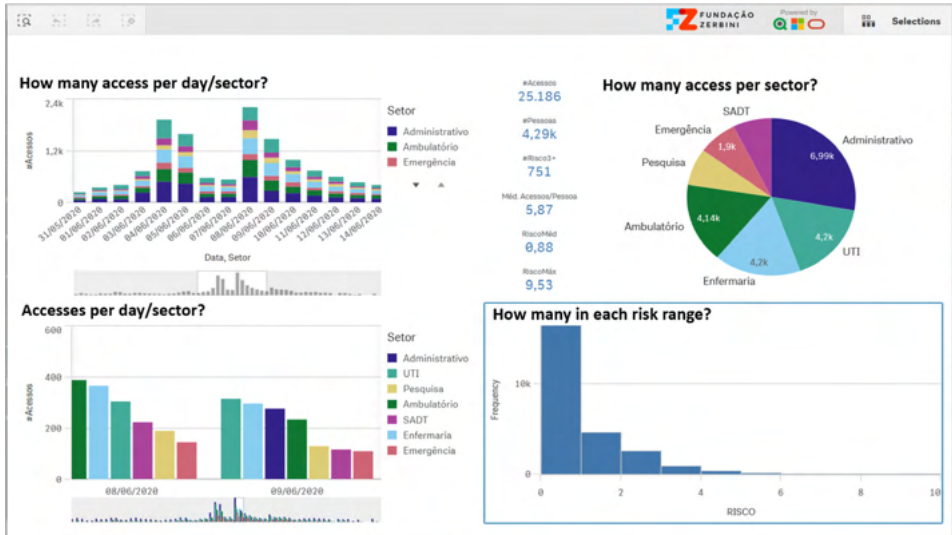 FUNDAÇÃO
ZERBINI
Powered by
Selections
How many access per day/sector?
2,4k
1,2k
0
#Acessos
31/05/2020
01/06/2020
02/06/2020
03/06/2020
04/06/2020
05/06/2020
06/06/2020
07/06/2020
08/06/2020
09/06/2020
10/06/2020
11/06/2020
12/06/2020
13/06/2020
14/06/2020
Data, Setor
Setor
Administrativo
Ambulatório
Emergência
#Acessos
25.186
#Pessoas
4,29k
#Risco3+
751
Méd. Acessos/Pessoa
5,87
RiscoMéd
0,88
RiscoMáx
9,53
How many access per sector?
SADT
Emergência
Administrativo
1,9k
6,99k
Pesquisa
Ambulatório
4,14k
4,2k
4,2k
UTI
Enfermaria
Accesses per day/sector?
600
400
200
0
#Acessos
08/06/2020
09/06/2020
Setor
Administrativo
UTI
Pesquisa
Ambulatório
SADT
Enfermaria
Emergência
How many in each risk range?
Frequency
10k
0
0
2
4
6
8
10
RISCO